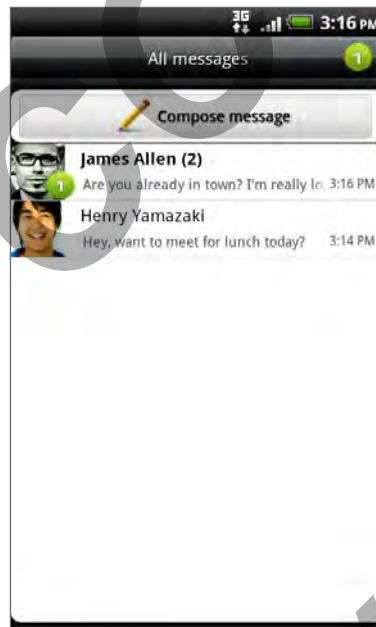 3G 3:16 PM
All messages 1
Compose message
James Allen (2)
1 Are you already in town? I'm really lo 3:16 PM
Henry Yamazaki
Hey, want to meet for lunch today? 3:14 PM